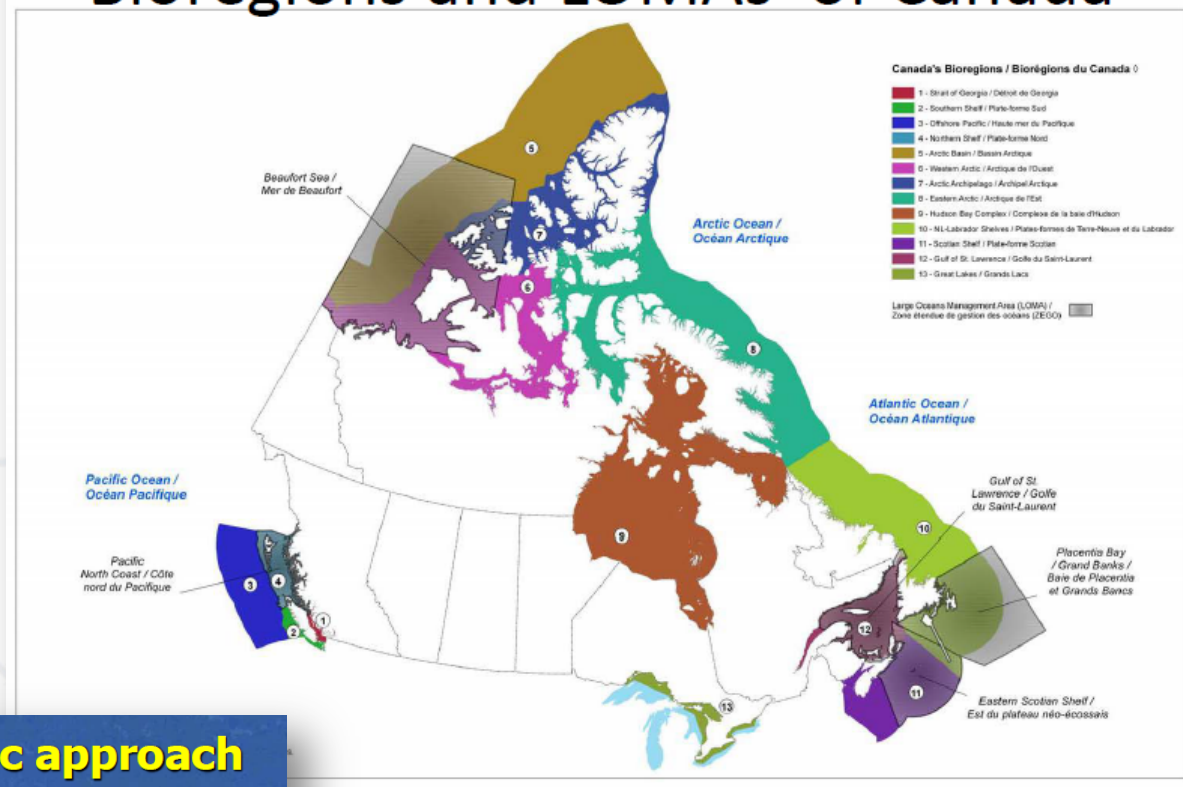 Bioregions and LOMAs of Canada
Canada's Bioregions / Biorégions du Canada ◊
1 - Strait of Georgia / Détroit de Georgia
2 - Southern Shelf / Plate-forme Sud
3 - Offshore Pacific / Haute mer du Pacifique
4 - Northern Shelf / Plate-forme Nord
5 - Arctic Basin / Bassin Arctique
6 - Western Arctic / Arctique de l'Ouest
7 - Arctic Archipelago / Archipel Arctique
8 - Eastern Arctic / Arctique de l'Est
9 - Hudson Bay Complex / Complexe de la baie d'Hudson
10 - NL-Labrador Shelves / Plates-formes de Terre-Neuve et du Labrador
11 - Scotian Shelf / Plate-forme Scotian
12 - Gulf of St. Lawrence / Golfe du Saint-Laurent
13 - Great Lakes / Grands Lacs
Large Oceans Management Area (LOMA) /
Zone étendue de gestion des océans (ZEGO)
5
Beaufort Sea /
Mer de Beaufort
7
Arctic Ocean /
Océan Arctique
6
8
Atlantic Ocean /
Océan Atlantique
Pacific Ocean /
Océan Pacifique
Gulf of St.
Lawrence / Golfe
du Saint-Laurent
10
9
Pacific
North Coast / Côte
nord du Pacifique
3
4
Placentia Bay
/ Grand Banks /
Baie de Placentia
et Grands Bancs
1
2
12
11
Eastern Scotian Shelf /
Est du plateau néo-écossais
13
c approach